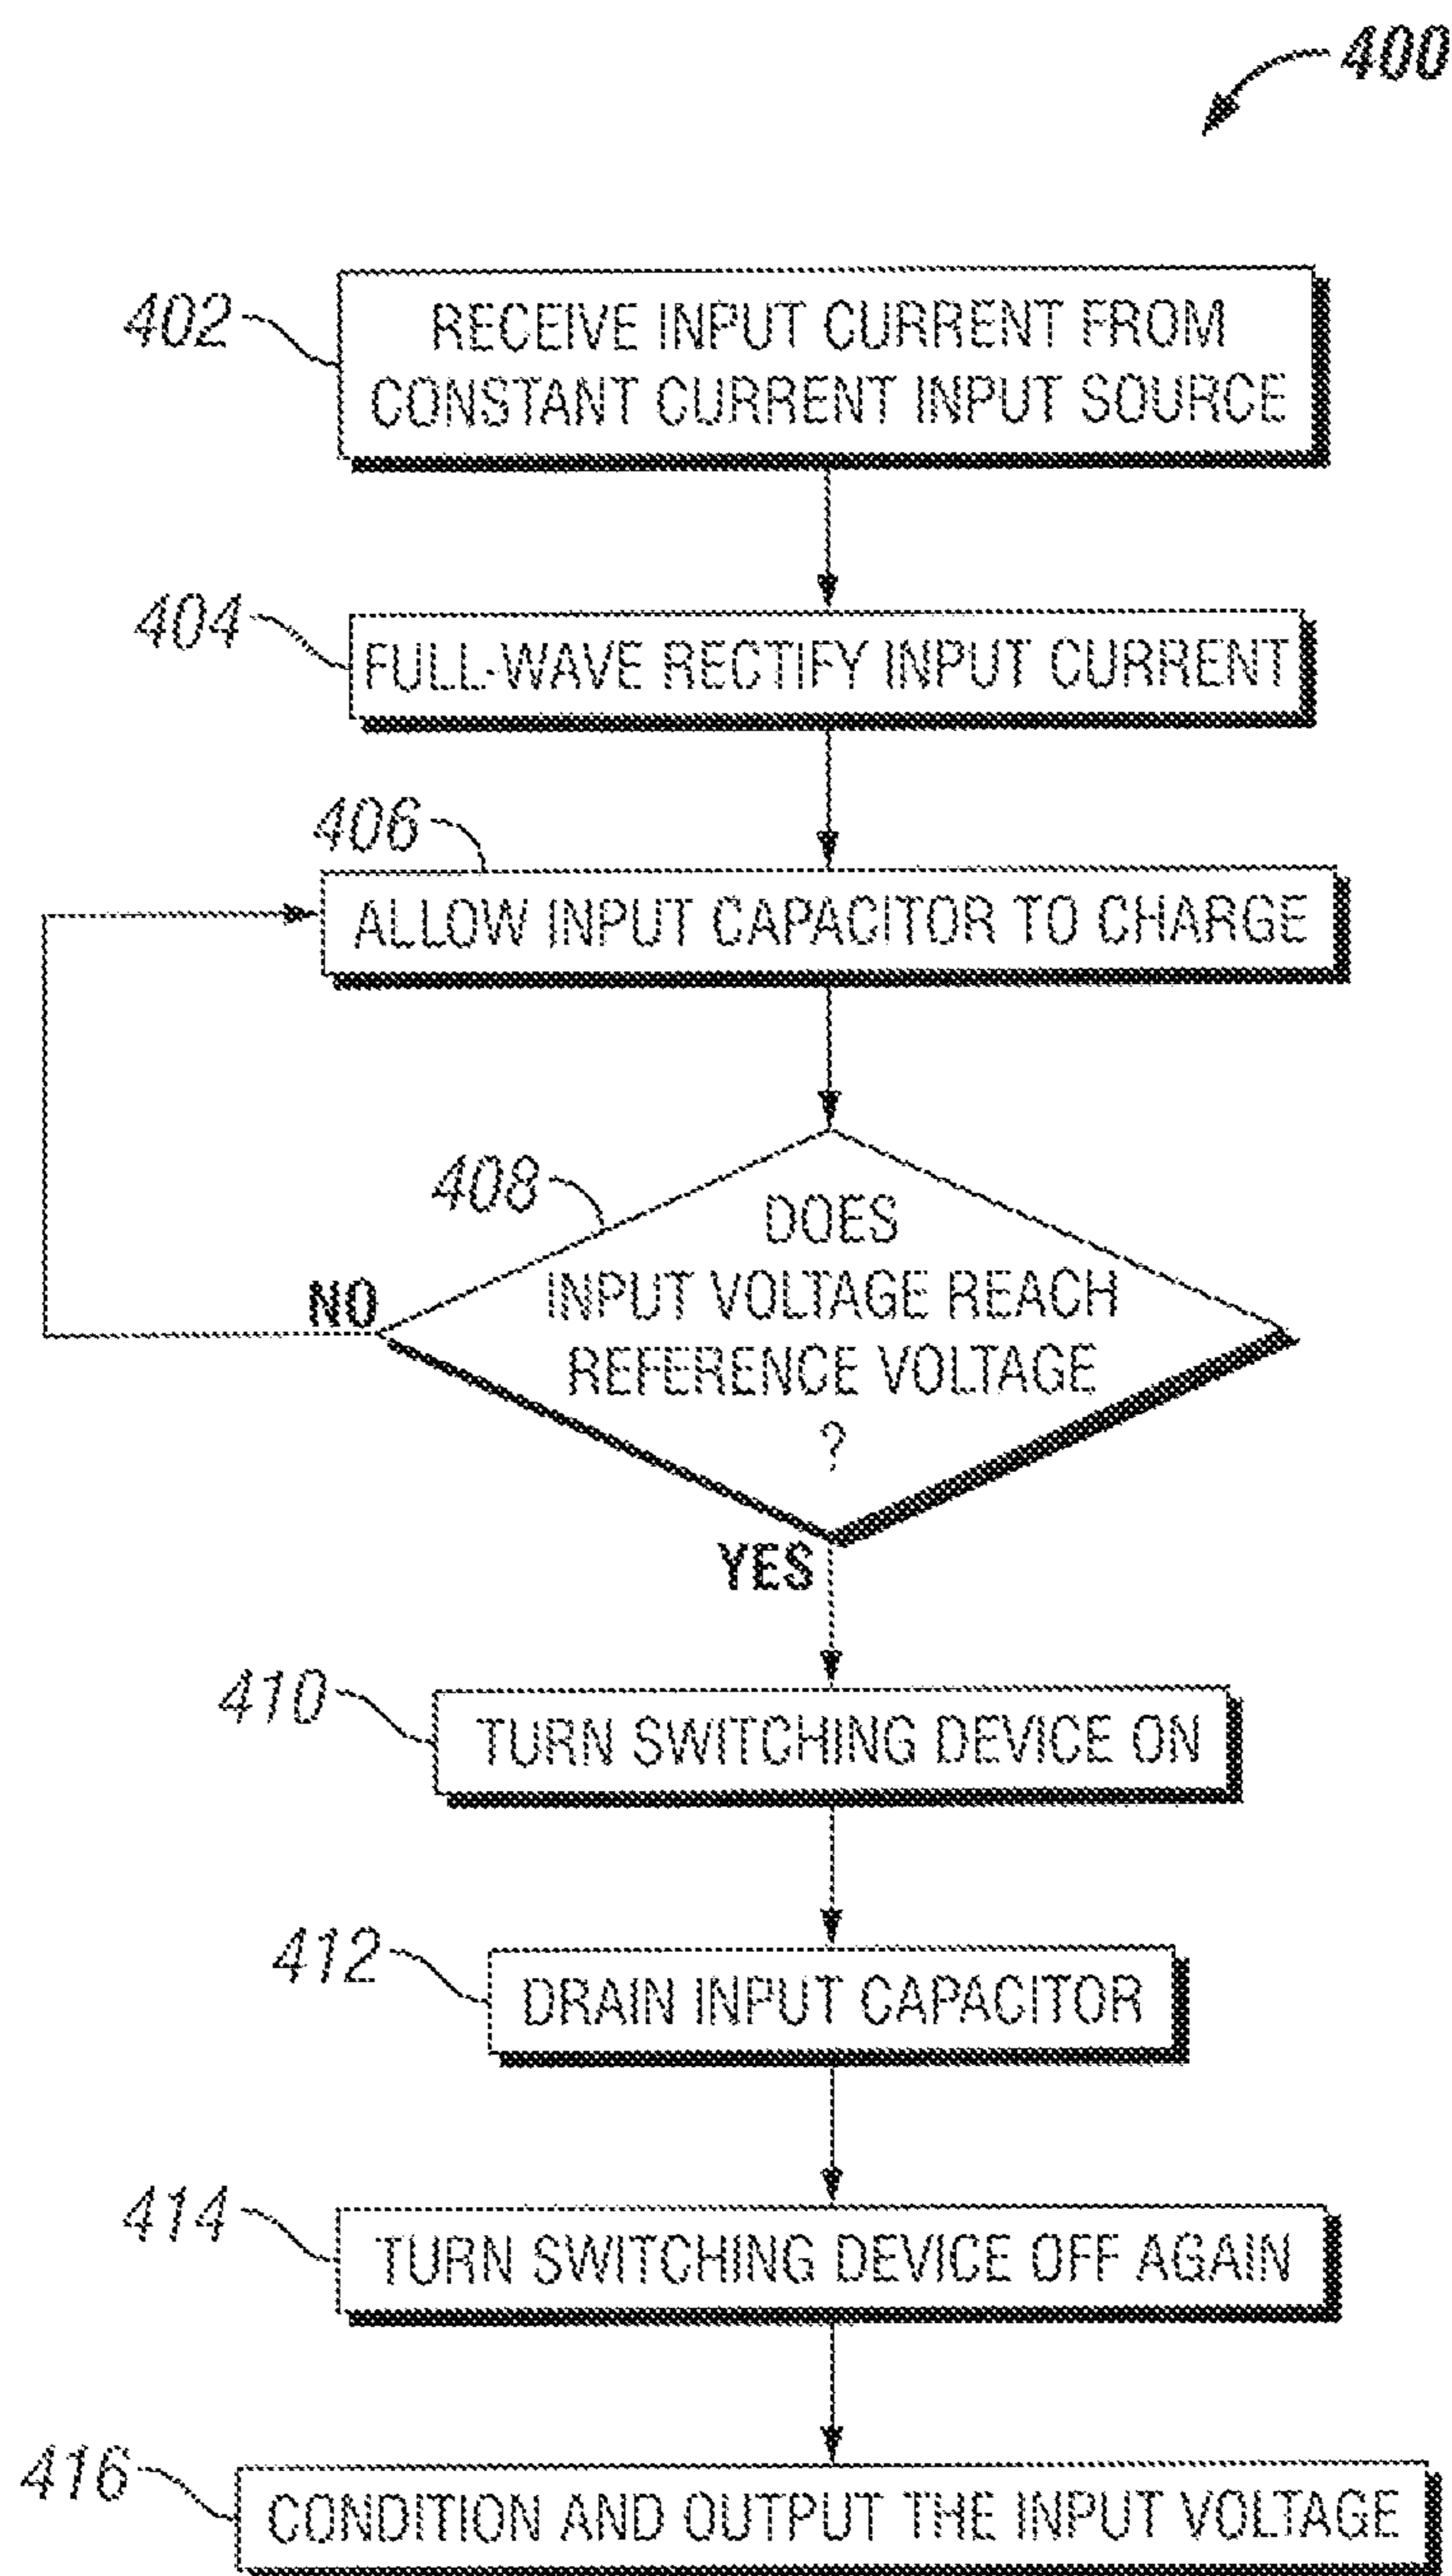 400
402
RECEIVE INPUT CURRENT FROM
CONSTANT CURRENT INPUT SOURCE
404
FULL-WAVE RECTIFY INPUT CURRENT
406
ALLOW INPUT CAPACITOR TO CHARGE
408
DOES
INPUT VOLTAGE REACH
REFERENCE VOLTAGE
?
NO
YES
410
TURN SWITCHING DEVICE ON
412
DRAIN INPUT CAPACITOR
414
TURN SWITCHING DEVICE OFF AGAIN
416
CONDITION AND OUTPUT THE INPUT VOLTAGE